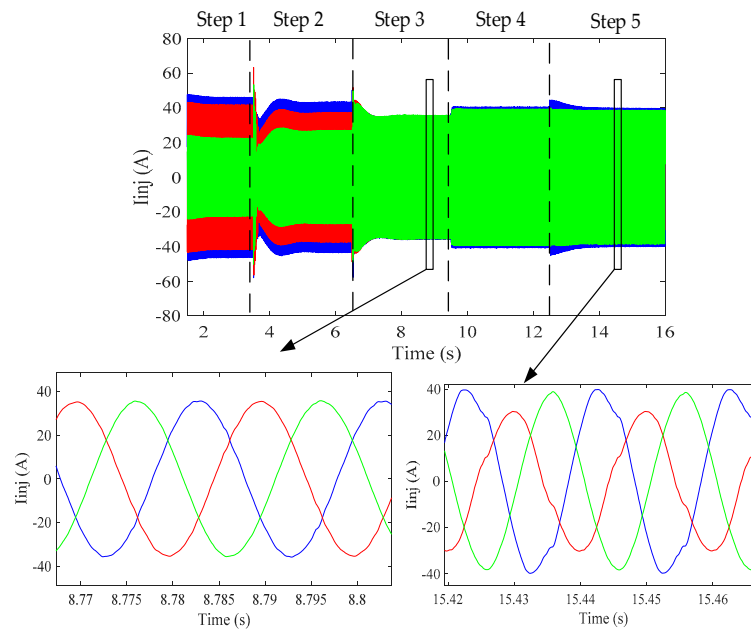 Step 1 Step 2 Step 3 Step 4 Step 5
80
60
40
20
0
-20
-40
-60
-80
Iinj (A)
2 4 6 8 10 12 14 16
Time (s)
40
20
0
-20
-40
Iinj (A)
8.77 8.775 8.78 8.785 8.79 8.795 8.8
Time (s)
40
20
0
-20
-40
Iinj (A)
15.42 15.43 15.44 15.45 15.46
Time (s)